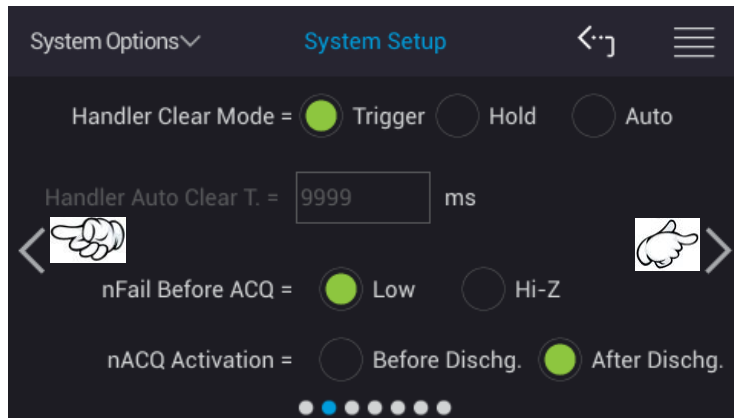 System Options System Setup
Handler Clear Mode = Trigger Hold Auto
Handler Auto Clear T. = 9999 ms
nFail Before ACQ = Low Hi-Z
nACQ Activation = Before Dischg. After Dischg.